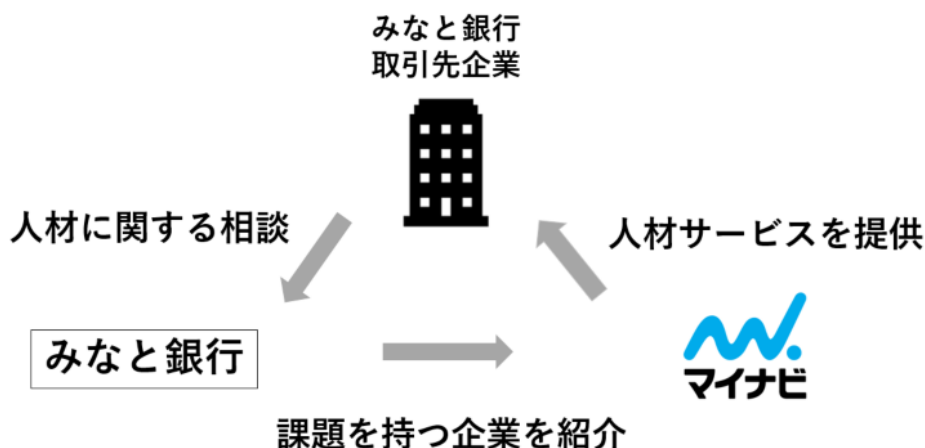 みなと銀行
取引先企業
人材に関する相談
人材サービスを提供
みなと銀行
マイナビ
課題を持つ企業を紹介